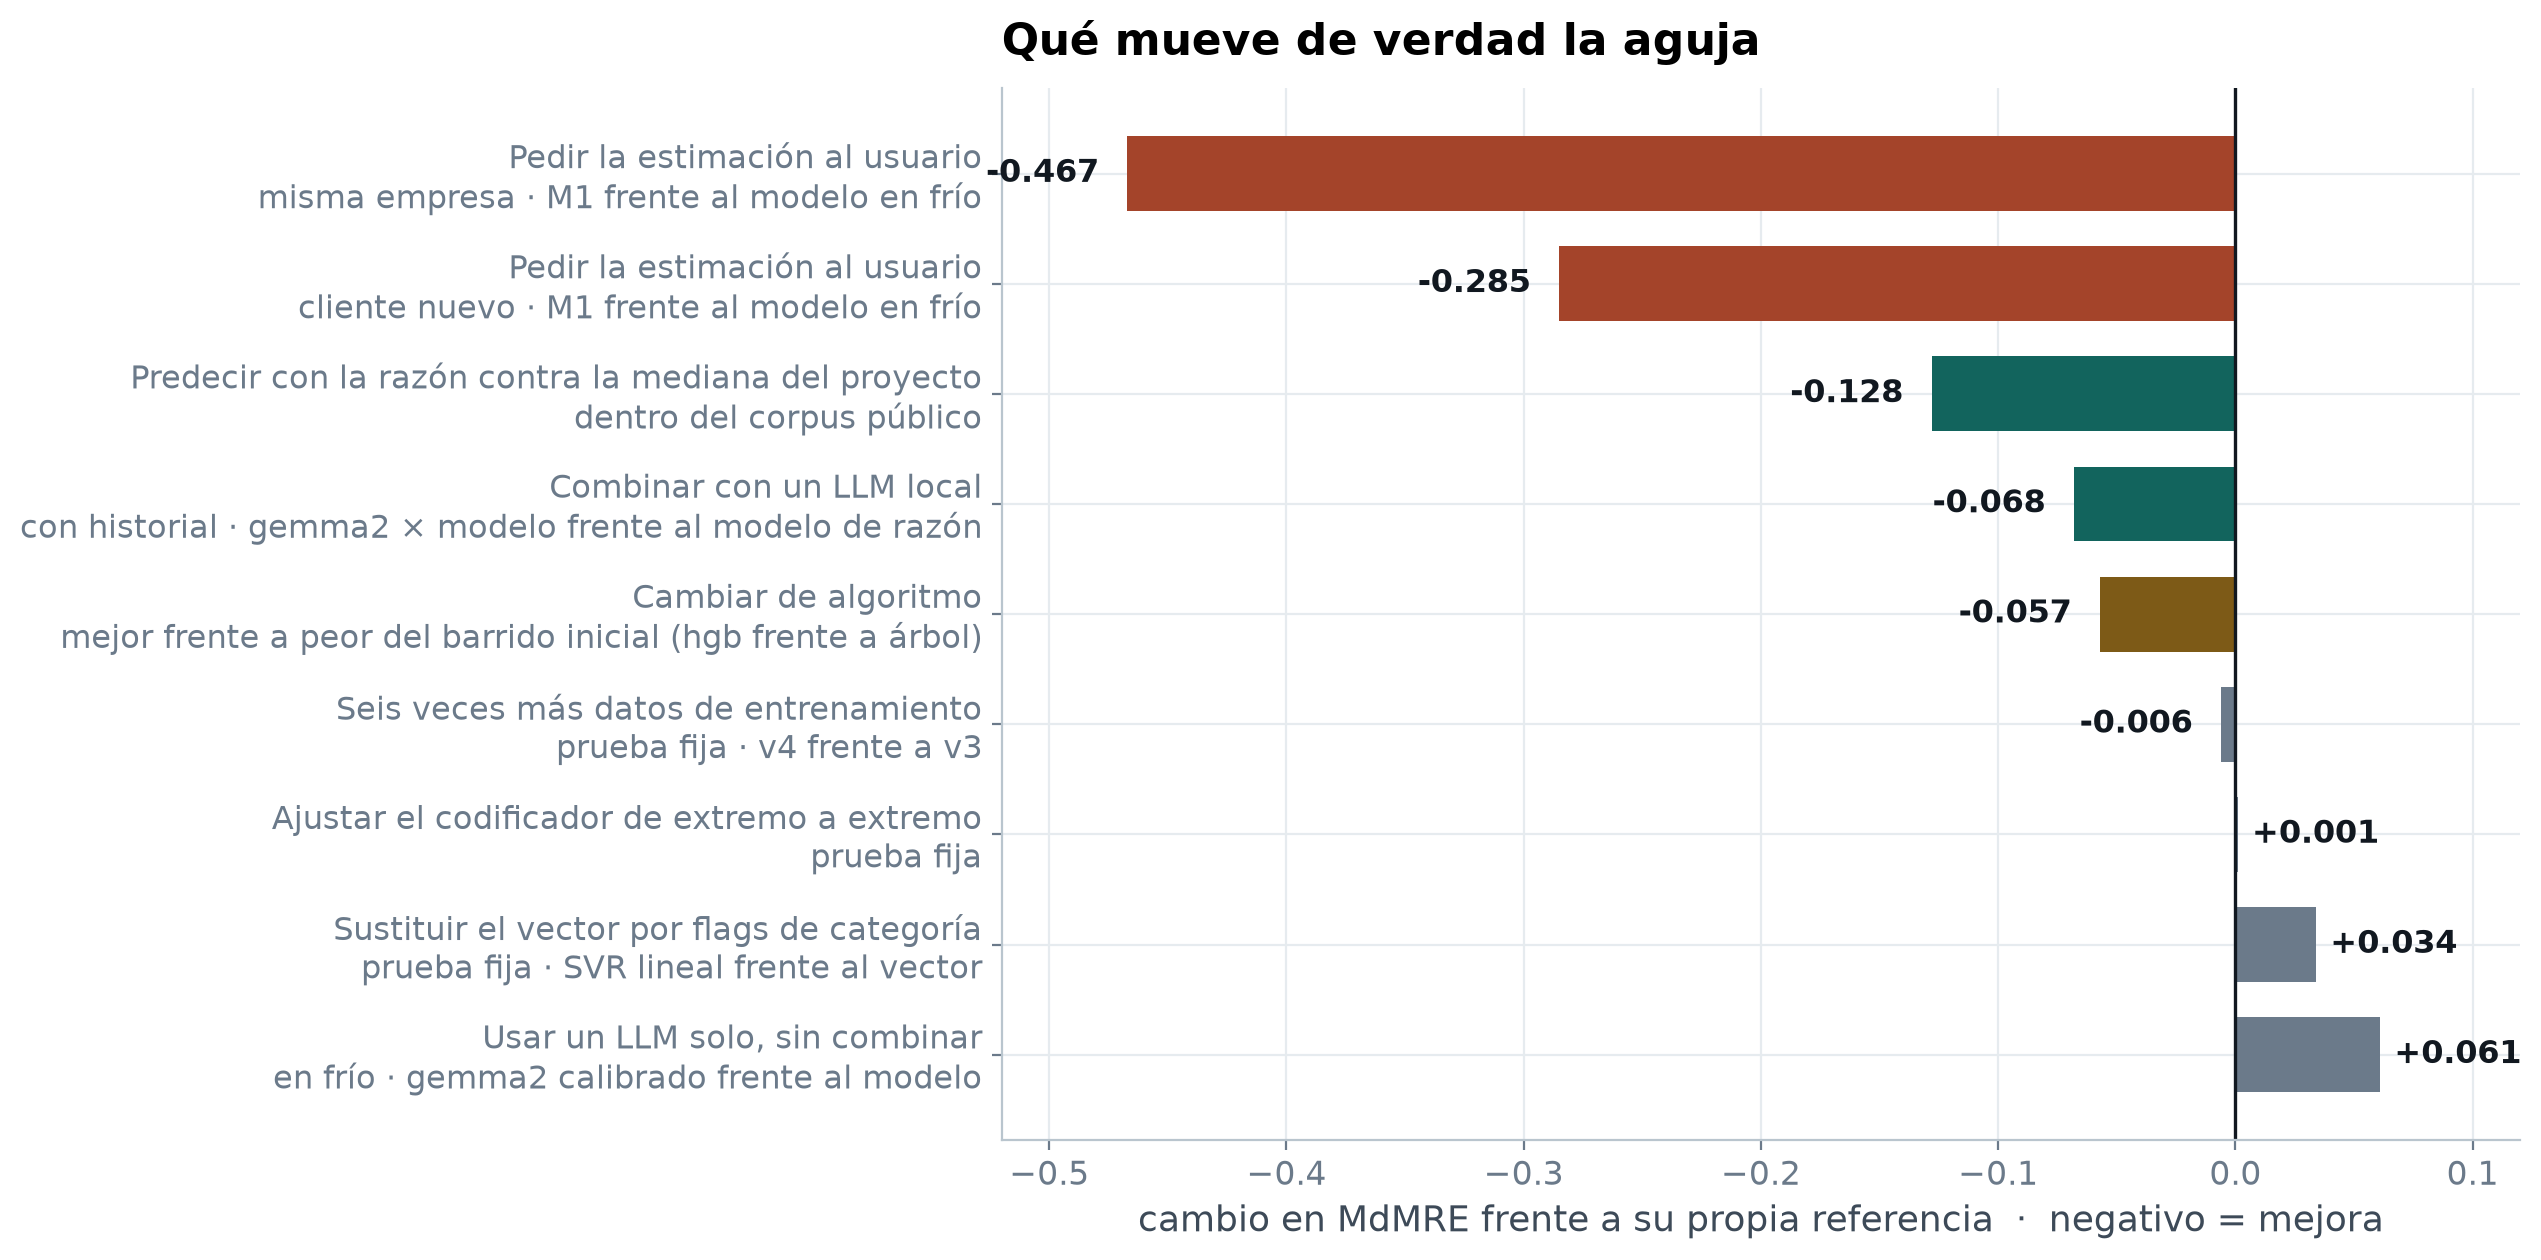 Qué mueve de verdad la aguja
Pedir la estimación al usuario
misma empresa · M1 frente al modelo en frío
-0.467
Pedir la estimación al usuario
cliente nuevo · M1 frente al modelo en frío
-0.285
Predecir con la razón contra la mediana del proyecto
dentro del corpus público
-0.128
Combinar con un LLM local
con historial · gemma2 × modelo frente al modelo de razón
-0.068
Cambiar de algoritmo
mejor frente a peor del barrido inicial (hgb frente a árbol)
-0.057
Seis veces más datos de entrenamiento
prueba fija · v4 frente a v3
-0.006
Ajustar el codificador de extremo a extremo
prueba fija
+0.001
Sustituir el vector por flags de categoría
prueba fija · SVR lineal frente al vector
+0.034
Usar un LLM solo, sin combinar
en frío · gemma2 calibrado frente al modelo
+0.061
−0.5 −0.4 −0.3 −0.2 −0.1 0.0 0.1
cambio en MdMRE frente a su propia referencia · negativo = mejora